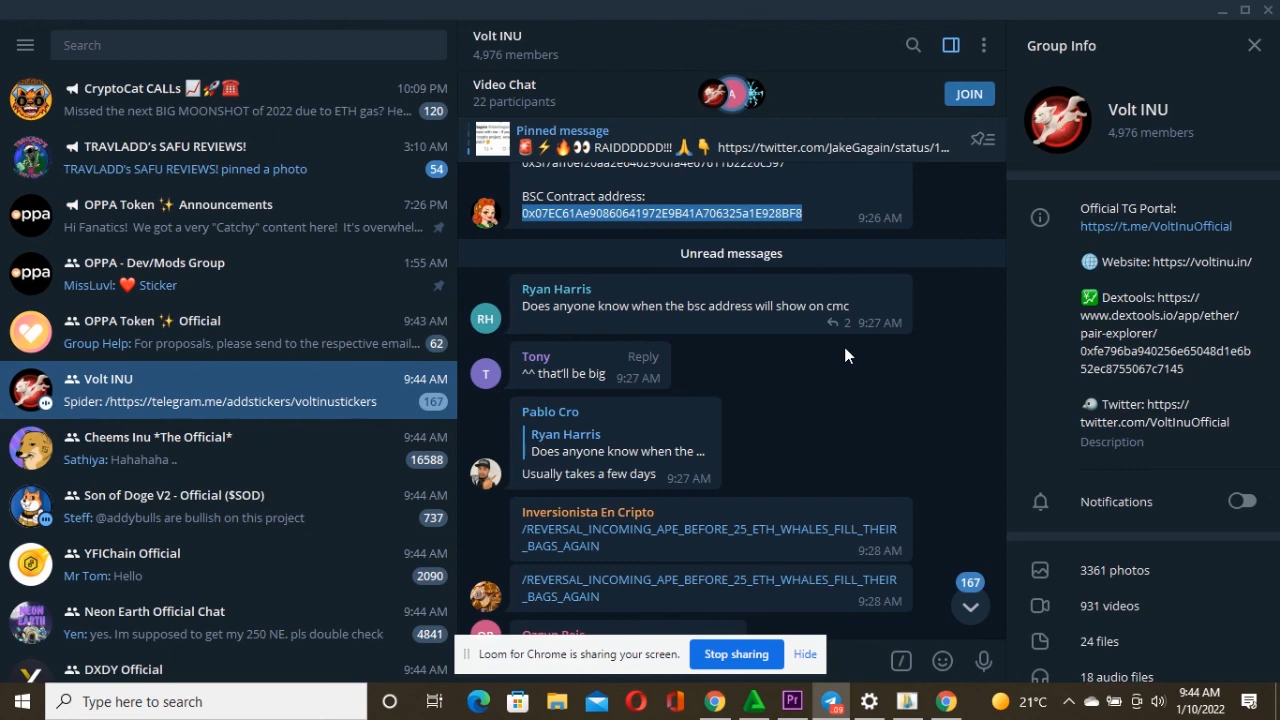 Search
CryptoCat CALLs 📈🚀☎️ 10:09 PM
Missed the next BIG MOONSHOT of 2022 due to ETH gas? He... 120
TRAVLADD's SAFU REVIEWS! 3:10 AM
TRAVLADD's SAFU REVIEWS! pinned a photo 54
OPPA Token ✨ Announcements 7:26 PM
Hi Fanatics! We got a very "Catchy" content here! It's overwhel...
oppa
OPPA - Dev/Mods Group 1:55 AM
MissLuvl: ❤️ Sticker
oppa
OPPA Token ✨ Official 9:43 AM
Group Help: For proposals, please send to the respective email... 62
Volt INU 9:44 AM
Spider: /https://telegram.me/addstickers/voltinustickers 167
Cheems Inu *The Official* 9:44 AM
Sathiya: Hahahaha .. 16588
Son of Doge V2 - Official ($SOD) 9:44 AM
Steff: @addybulls are bullish on this project 737
YFIChain Official 9:44 AM
Mr Tom: Hello 2090
Neon Earth Official Chat 9:44 AM
Yen: yes. Im supposed to get my 250 NE. pls double check 4841
DXDY Official 9:44 AM
Volt INU
4,976 members
Video Chat
22 participants
A
JOIN
Pinned message
🚨⚡🔥👀 RAIDDDDDD!!! 🙏👇 https://twitter.com/JakeGagain/status/1...
BSC Contract address:
0x07EC61Ae90860641972E9B41A706325a1E928BF8 9:26 AM
Unread messages
Ryan Harris
Does anyone know when the bsc address will show on cmc
2 9:27 AM
RH
Tony Reply
^^ that'll be big 9:27 AM
T
Pablo Cro
Ryan Harris
Does anyone know when the ...
Usually takes a few days 9:27 AM
Inversionista En Cripto
/REVERSAL_INCOMING_APE_BEFORE_25_ETH_WHALES_FILL_THEIR
_BAGS_AGAIN 9:28 AM
/REVERSAL_INCOMING_APE_BEFORE_25_ETH_WHALES_FILL_THEIR
_BAGS_AGAIN 9:28 AM
167
Loom for Chrome is sharing your screen. Stop sharing Hide
Group Info
Volt INU
4,976 members
Official TG Portal:
https://t.me/VoltInuOfficial
🌐 Website: https://voltinu.in/
💹 Dextools: https://
www.dextools.io/app/ether/
pair-explorer/
0xfe796ba940256e65048d1e6b
52ec8755067c7145
Twitter: https://
twitter.com/VoltInuOfficial
Description
Notifications
3361 photos
931 videos
24 files
18 audio files
Type here to search
Pr
.09
21°C
9:44 AM
1/10/2022